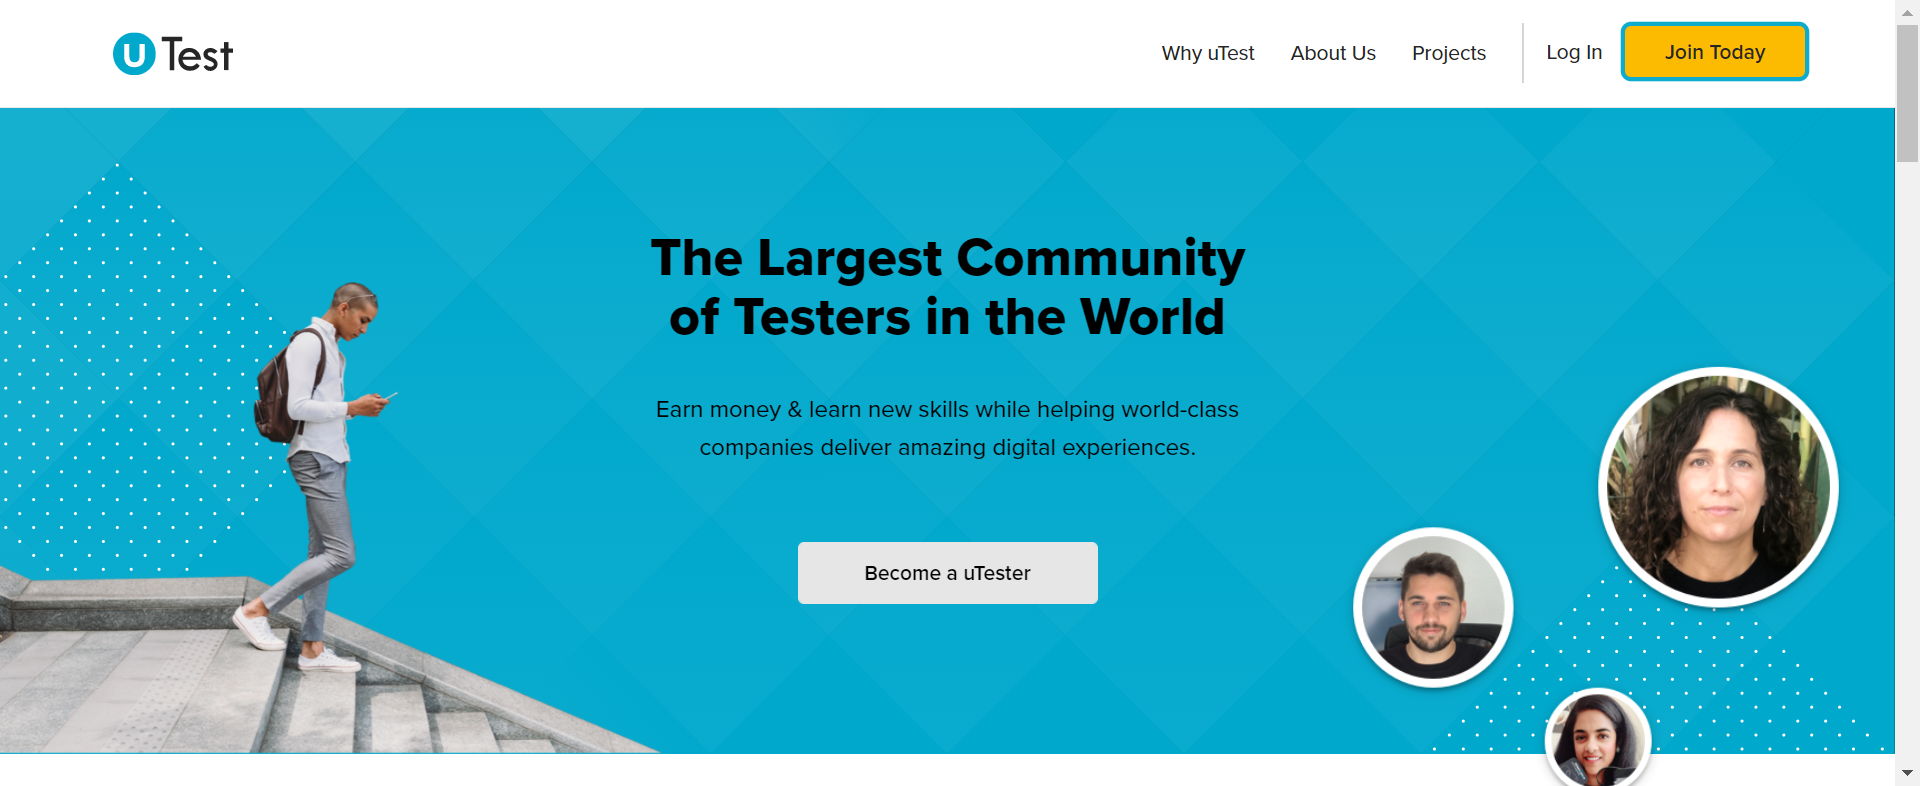 u Test
Why uTest
About Us
Projects
Log In
Join Today
The Largest Community
of Testers in the World
Earn money & learn new skills while helping world-class
companies deliver amazing digital experiences.
Become a uTester